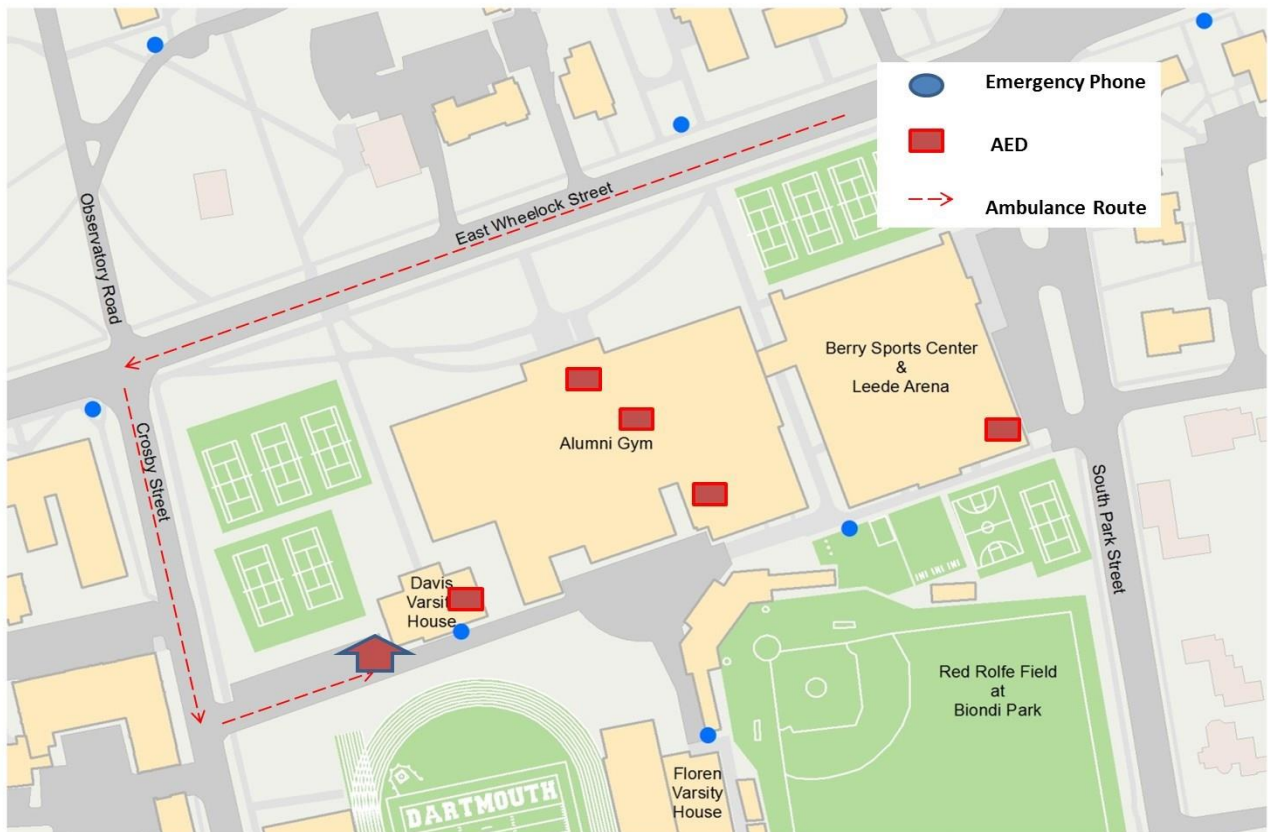 Emergency Phone
AED
Ambulance Route
East Wheelock Street
Observatory Road
Berry Sports Center
&
Leede Arena
Alumni Gym
Crosby Street
South Park Street
Davis
Varsity
House
Red Rolfe Field
at
Biondi Park
Floren
Varsity
House
DARTMOUTH